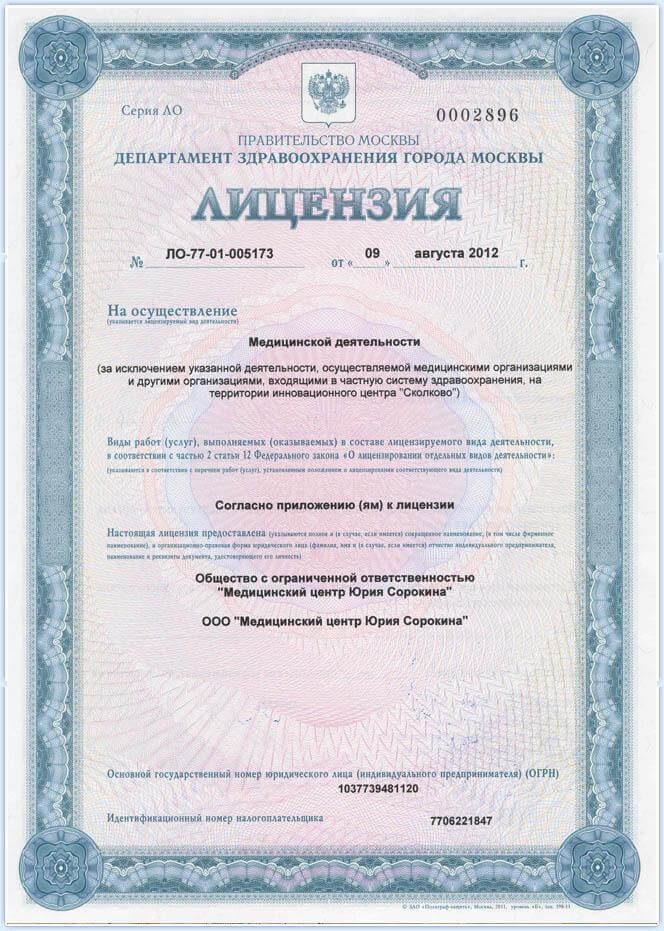 Серия ЛО
0002896
ПРАВИТЕЛЬСТВО МОСКВЫ
ДЕПАРТАМЕНТ ЗДРАВООХРАНЕНИЯ ГОРОДА МОСКВЫ
ЛИЦЕНЗИЯ
№ ЛО-77-01-005173 от « 09 » августа 2012 г.
На осуществление
(указывается лицензируемый вид деятельности)
Медицинской деятельности
(за исключением указанной деятельности, осуществляемой медицинскими организациями
и другими организациями, входящими в частную систему здравоохранения, на
территории инновационного центра "Сколково")
Виды работ (услуг), выполняемых (оказываемых) в составе лицензируемого вида деятельности,
в соответствии с частью 2 статьи 12 Федерального закона «О лицензировании отдельных видов деятельности»:
(указываются в соответствии с перечнем работ (услуг), установленным положением о лицензировании соответствующего вида деятельности)
Согласно приложению (ям) к лицензии
Настоящая лицензия предоставлена (указываются полное и (в случае, если имеется) сокращенное наименование, (в том числе фирменное
наименование), и организационно-правовая форма юридического лица (фамилия, имя и (в случае, если имеется) отчество индивидуального предпринимателя,
наименование и реквизиты документа, удостоверяющего его личность)
Общество с ограниченной ответственностью
"Медицинский центр Юрия Сорокина"
ООО "Медицинский центр Юрия Сорокина"
Основной государственный номер юридического лица (индивидуального предпринимателя) (ОГРН)
1037739481120
Идентификационный номер налогоплательщика
7706221847
© ЗАО «Полиграф-защита», Москва, 2011, уровень «Б»,